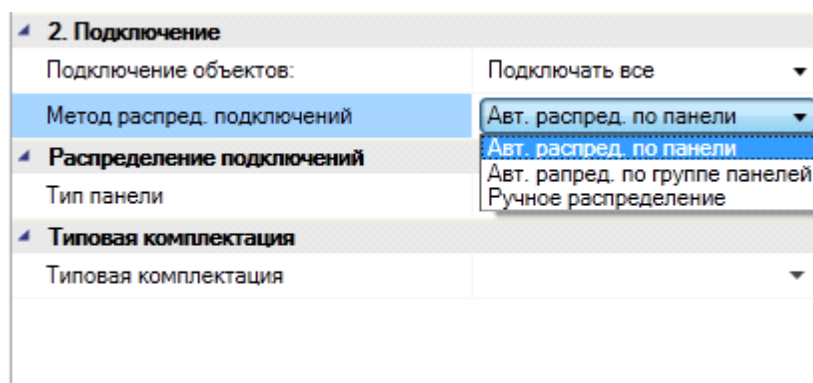 2. Подключение
Подключение объектов: Подключать все
Метод распред. подключений Авт. распред. по панели
Авт. распред. по панели
Распределение подключений
Авт. рапред. по группе панелей
Тип панели
Ручное распределение
Типовая комплектация
Типовая комплектация